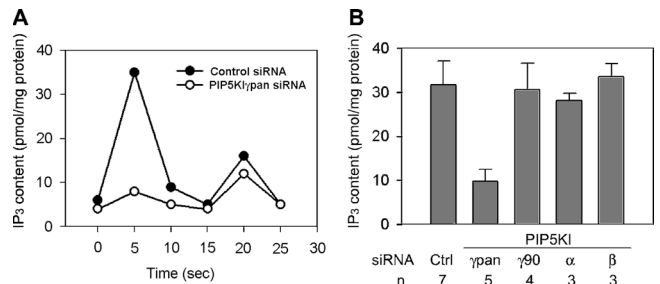 A
IP3 content (pmol/mg protein)
40
30
20
10
0
Control siRNA
PIP5KIγpan siRNA
0 5 10 15 20 25 30
Time (sec)
B
IP3 content (pmol/mg protein)
40
30
20
10
0
PIP5KI
siRNA Ctrl γpan γ90 α β
n 7 5 4 3 3